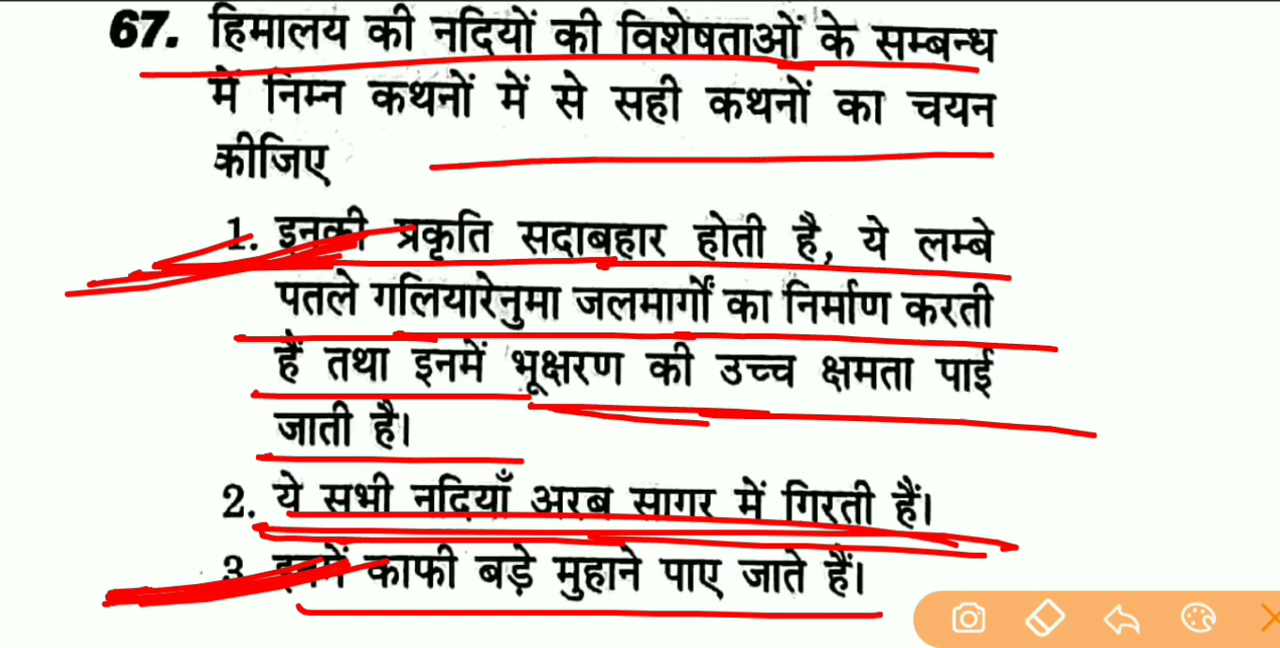 67. हिमालय की नदियों की विशेषताओं के सम्बन्ध
में निम्न कथनों में से सही कथनों का चयन
कीजिए
1. इनकी प्रकृति सदाबहार होती है, ये लम्बे
पतले गलियारेनुमा जलमार्गों का निर्माण करती
हैं तथा इनमें भूक्षरण की उच्च क्षमता पाई
जाती है।
2. ये सभी नदियाँ अरब सागर में गिरती हैं।
3. इनमें काफी बड़े मुहाने पाए जाते हैं।